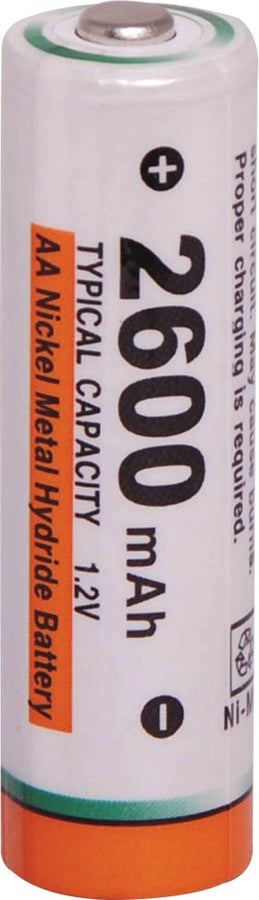 short circuit. May cause burns.
Proper charging is required.
+ 2600 mAh -
TYPICAL CAPACITY 1.2V
AA Nickel Metal Hydride Battery
Ni-M